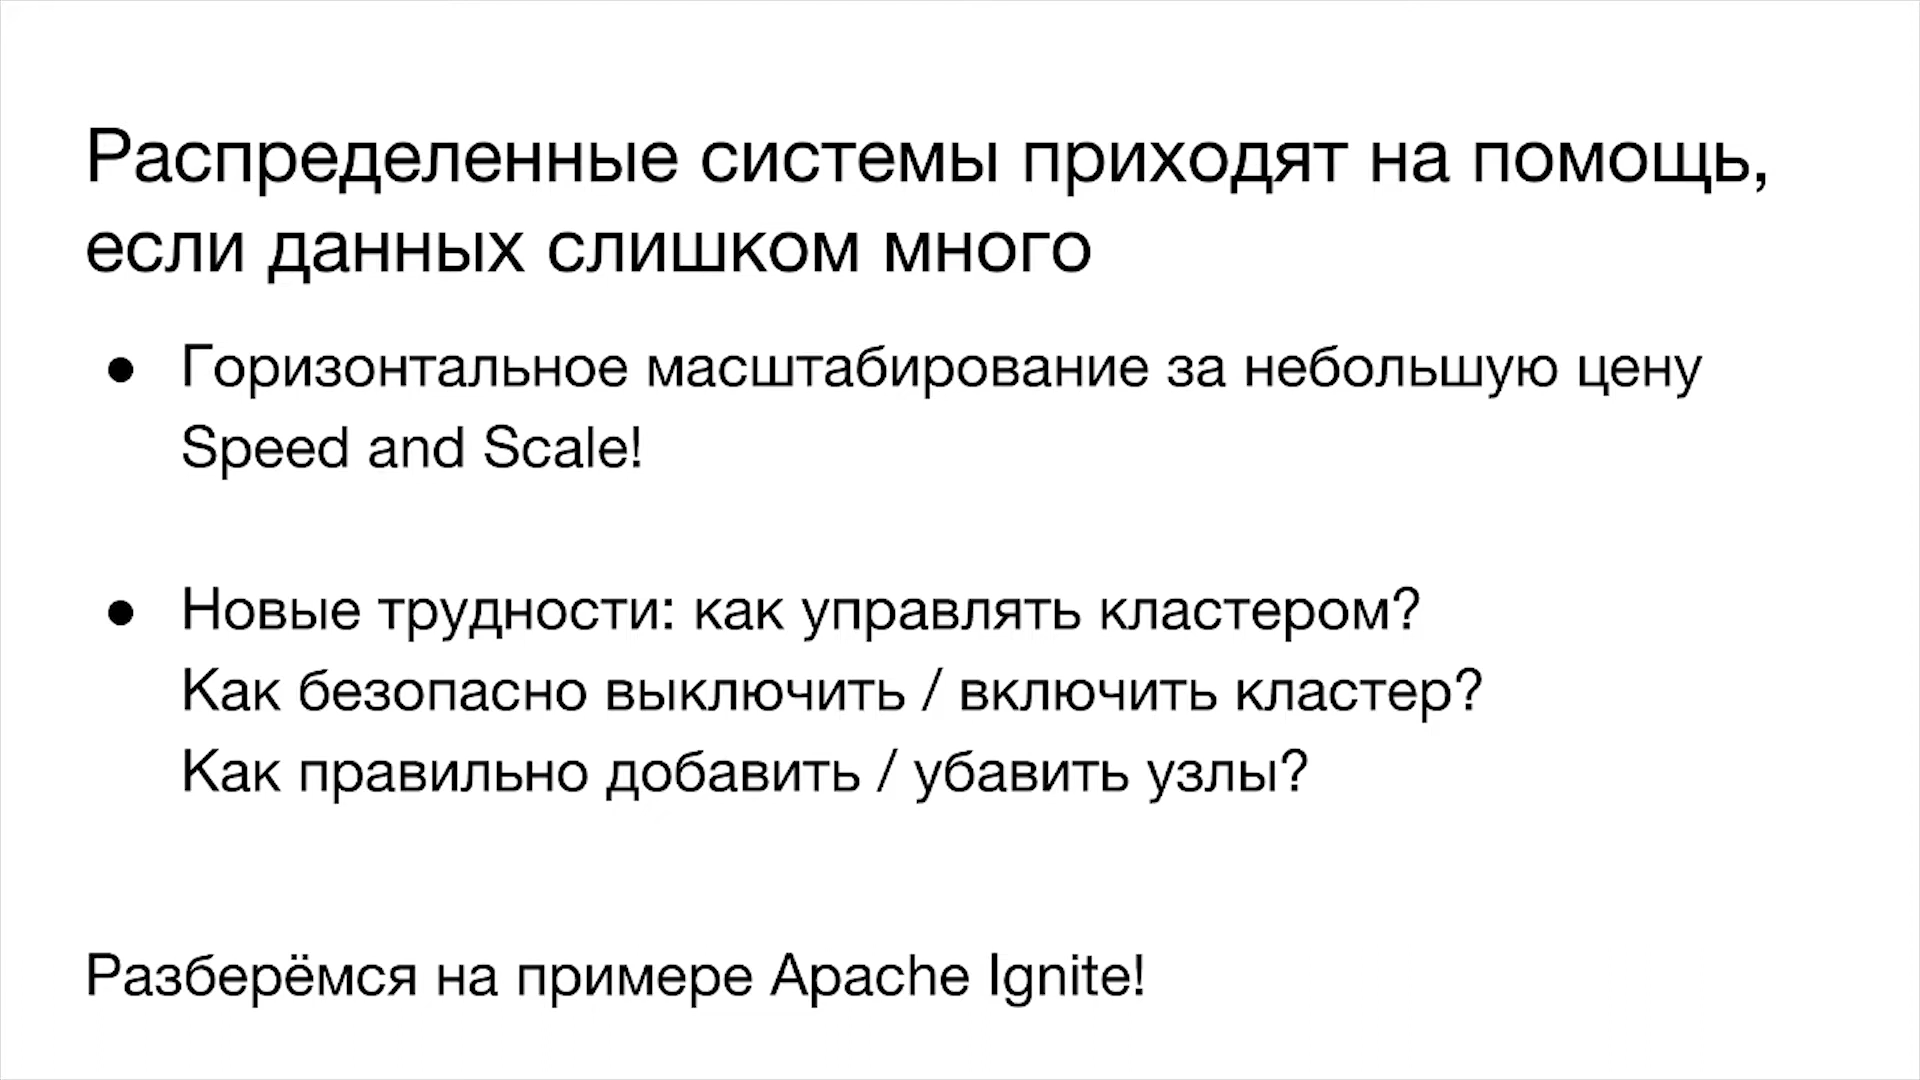 Распределенные системы приходят на помощь,
если данных слишком много
● Горизонтальное масштабирование за небольшую цену
Speed and Scale!
● Новые трудности: как управлять кластером?
Как безопасно выключить / включить кластер?
Как правильно добавить / убавить узлы?
Разберёмся на примере Apache Ignite!